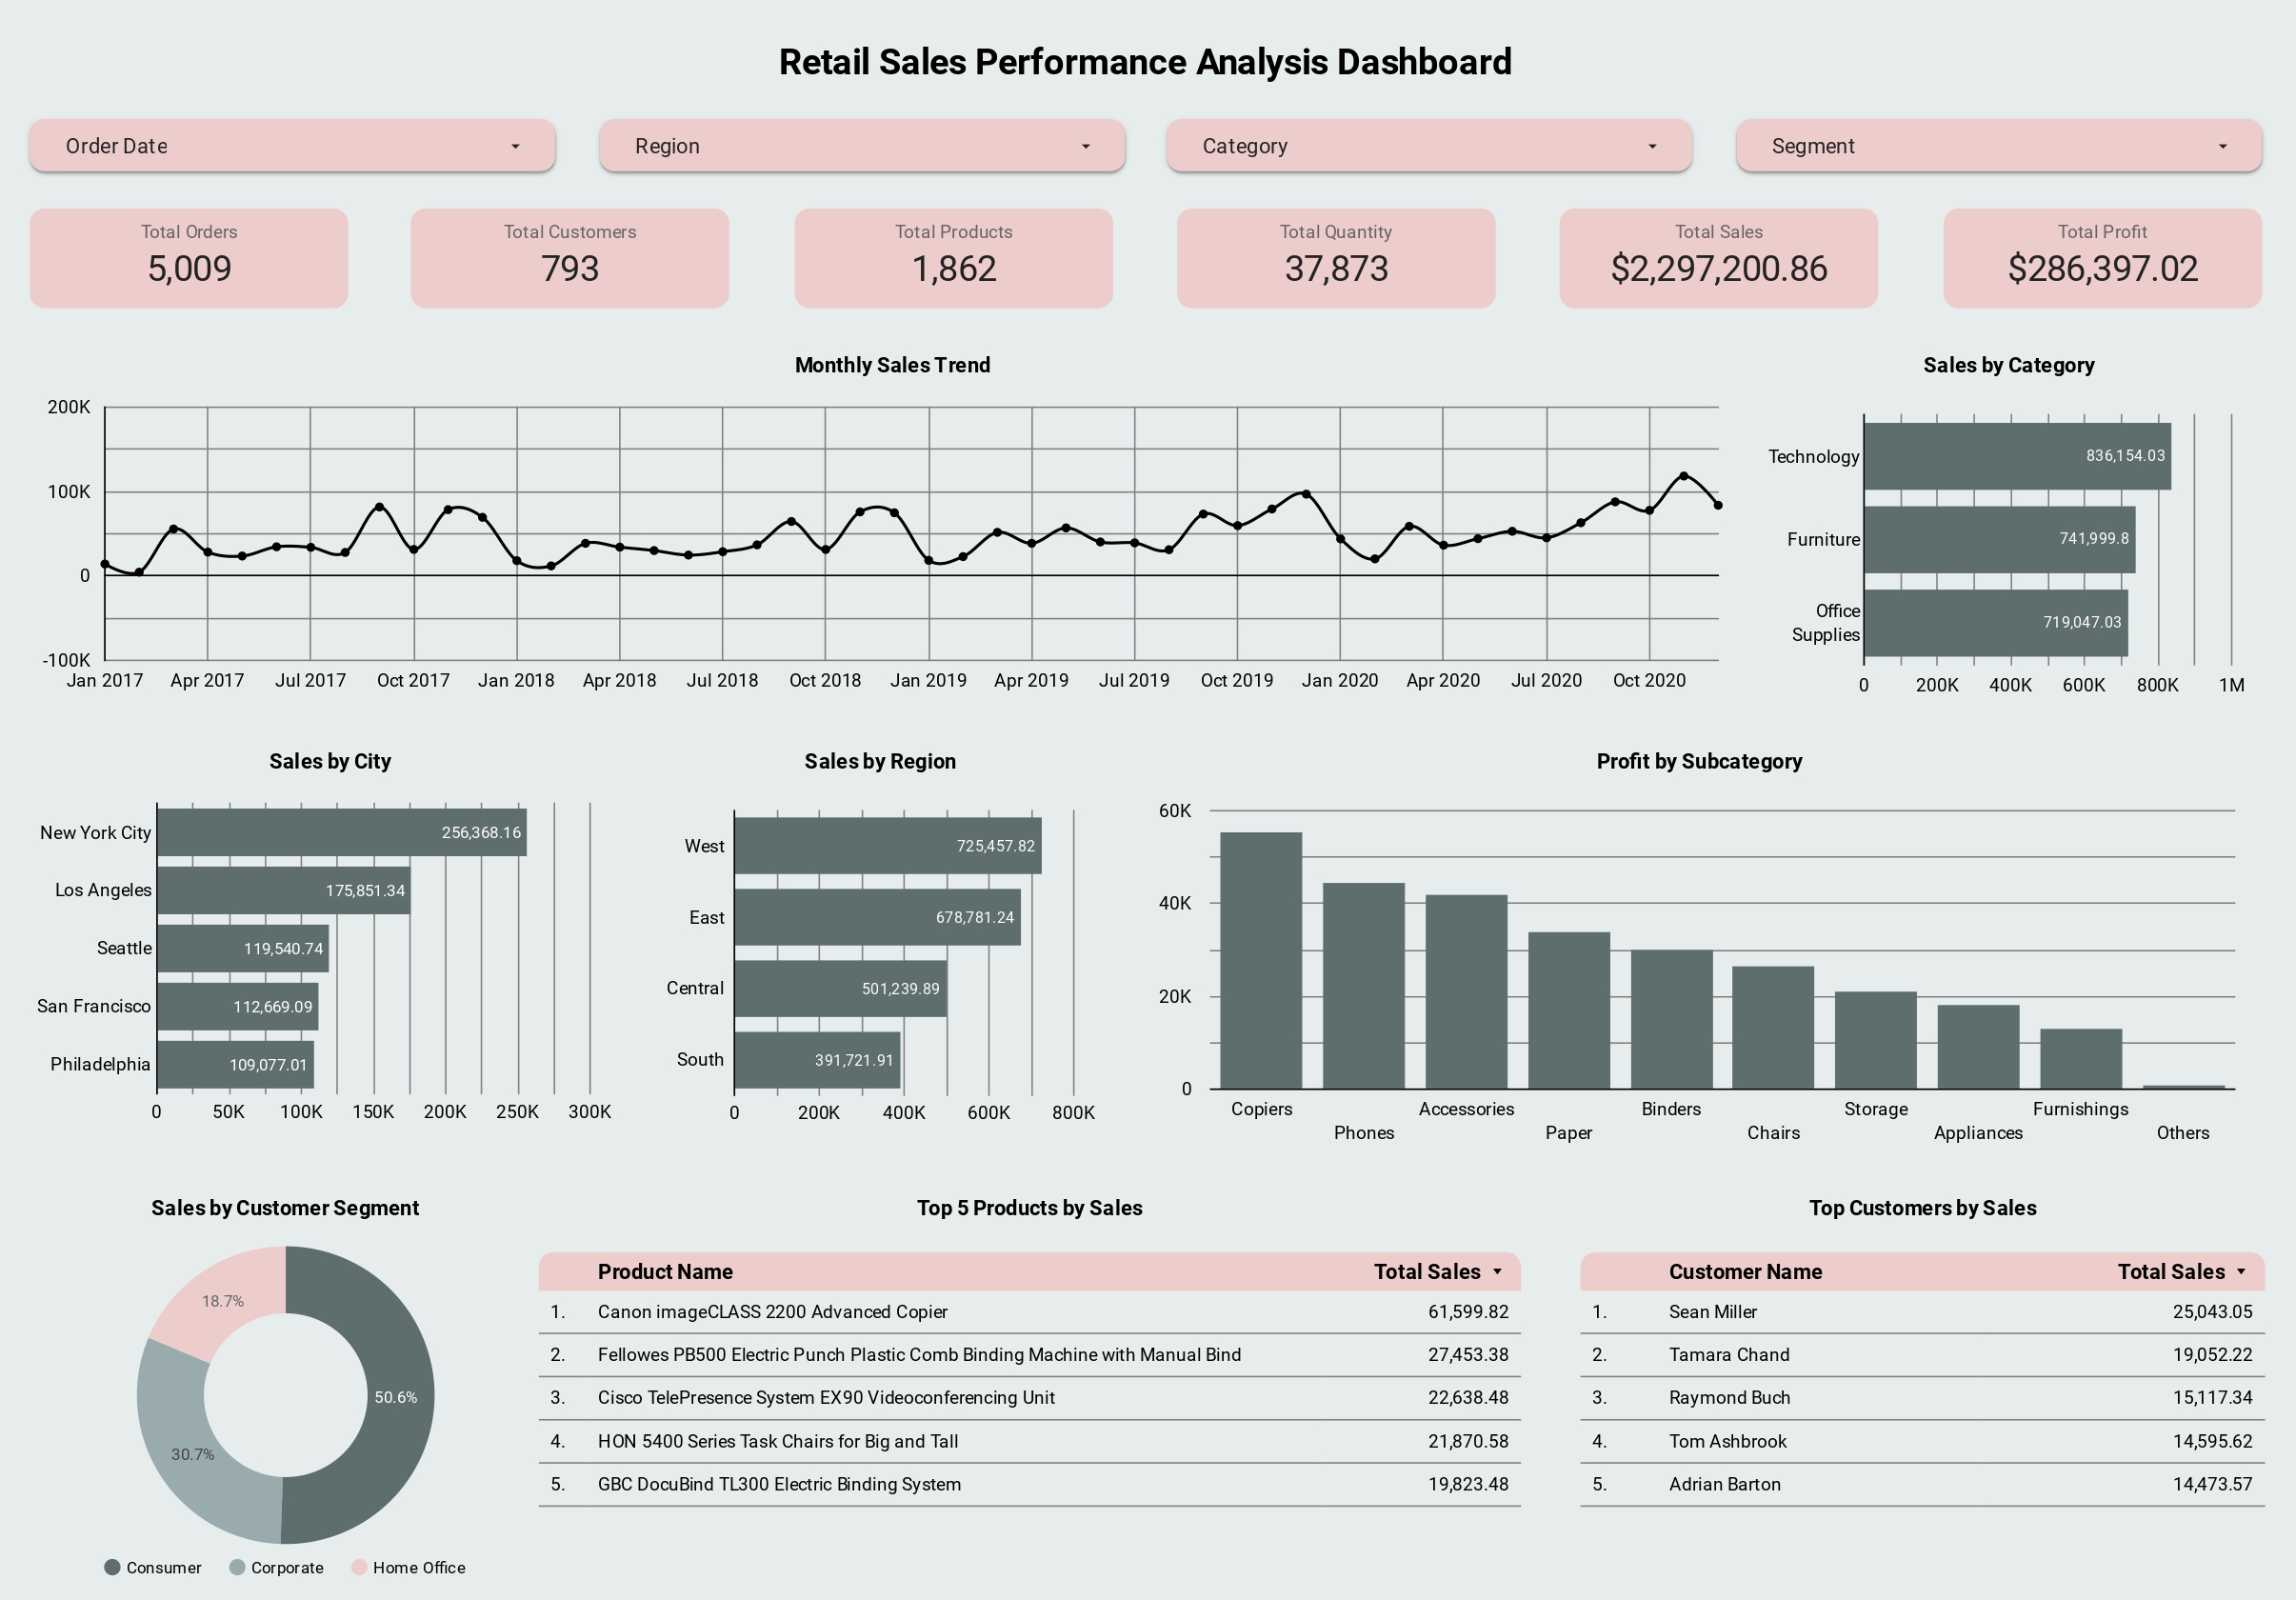 Retail Sales Performance Analysis Dashboard
Order Date
Region
Category
Segment
Total Orders
5,009
Total Customers
793
Total Products
1,862
Total Quantity
37,873
Total Sales
$2,297,200.86
Total Profit
$286,397.02
Monthly Sales Trend
200K
100K
0
-100K
Jan 2017 Apr 2017 Jul 2017 Oct 2017 Jan 2018 Apr 2018 Jul 2018 Oct 2018 Jan 2019 Apr 2019 Jul 2019 Oct 2019 Jan 2020 Apr 2020 Jul 2020 Oct 2020
Sales by Category
Technology 836,154.03
Furniture 741,999.8
Office
Supplies 719,047.03
0 200K 400K 600K 800K 1M
Sales by City
New York City 256,368.16
Los Angeles 175,851.34
Seattle 119,540.74
San Francisco 112,669.09
Philadelphia 109,077.01
0 50K 100K 150K 200K 250K 300K
Sales by Region
West 725,457.82
East 678,781.24
Central 501,239.89
South 391,721.91
0 200K 400K 600K 800K
Profit by Subcategory
60K
40K
20K
0
Copiers Phones Accessories Paper Binders Chairs Storage Appliances Furnishings Others
Sales by Customer Segment
18.7%
50.6%
30.7%
Consumer Corporate Home Office
Top 5 Products by Sales
Product Name Total Sales
1. Canon imageCLASS 2200 Advanced Copier 61,599.82
2. Fellowes PB500 Electric Punch Plastic Comb Binding Machine with Manual Bind 27,453.38
3. Cisco TelePresence System EX90 Videoconferencing Unit 22,638.48
4. HON 5400 Series Task Chairs for Big and Tall 21,870.58
5. GBC DocuBind TL300 Electric Binding System 19,823.48
Top Customers by Sales
Customer Name Total Sales
1. Sean Miller 25,043.05
2. Tamara Chand 19,052.22
3. Raymond Buch 15,117.34
4. Tom Ashbrook 14,595.62
5. Adrian Barton 14,473.57